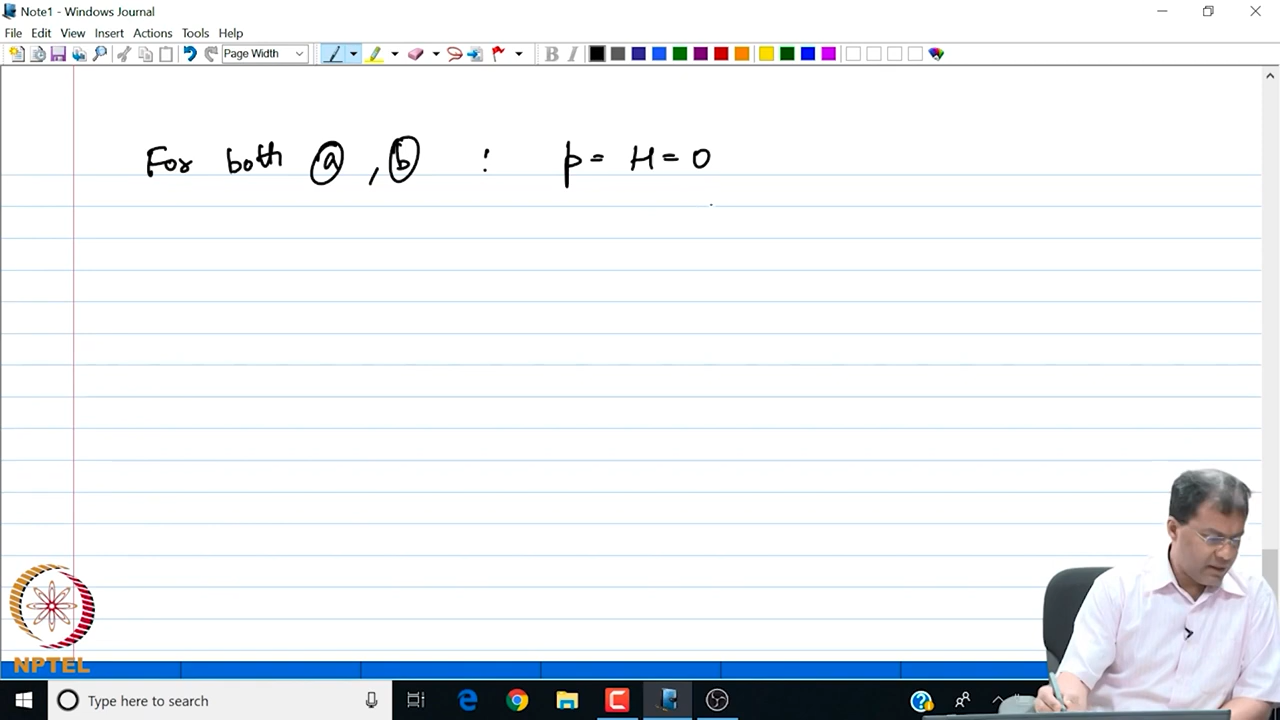 Note1 - Windows Journal
File Edit View Insert Actions Tools Help
Page Width B I
For both ⓐ , ⓑ : p = H = 0
NPTEL
Type here to search